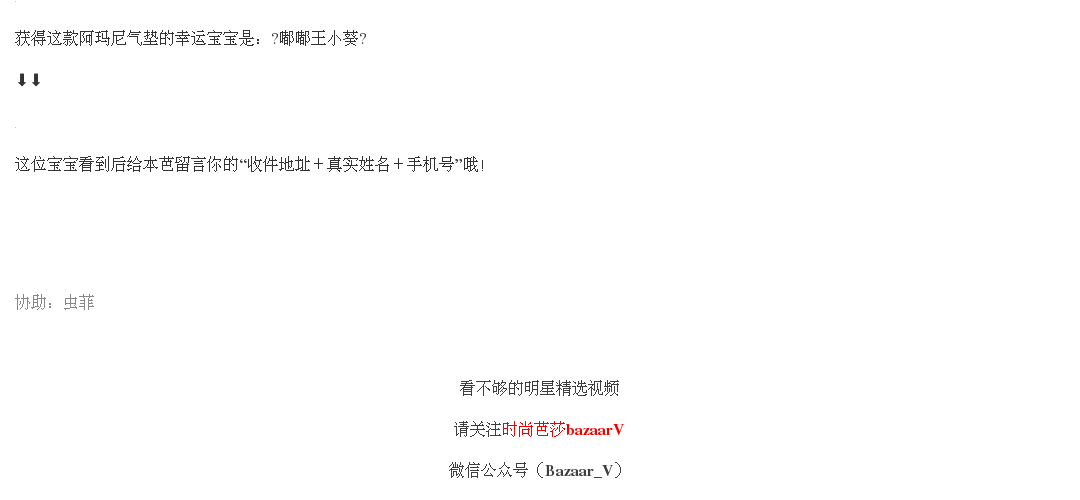 获得这款阿玛尼气垫的幸运宝宝是：?嘟嘟王小葵?
⬇⬇
这位宝宝看到后给本芭留言你的“收件地址＋真实姓名＋手机号”哦！
协助：虫菲
看不够的明星精选视频
请关注时尚芭莎bazaarV
微信公众号（Bazaar_V）